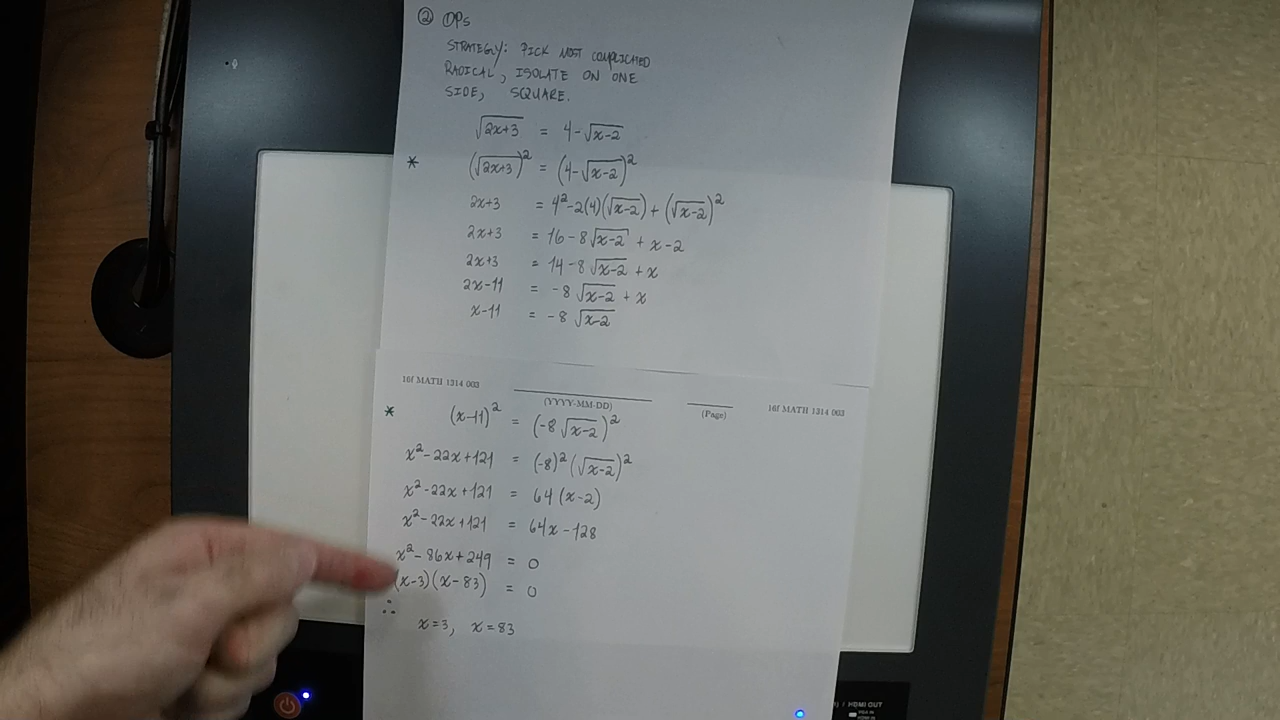 ② OPs
STRATEGY: PICK MOST COMPLICATED
RADICAL, ISOLATE ON ONE
SIDE, SQUARE.
√(2x+3) = 4-√(x-2)
* (√(2x+3))² = (4-√(x-2))²
2x+3 = 4²-2(4)(√(x-2)) + (√(x-2))²
2x+3 = 16-8√(x-2) + x-2
2x+3 = 14-8√(x-2) + x
2x-11 = -8√(x-2) + x
x-11 = -8√(x-2)
16f MATH 1314 003 (YYYY-MM-DD) (Page) 16f MATH 1314 003
* (x-11)² = (-8√(x-2))²
x²-22x+121 = (-8)²(√(x-2))²
x²-22x+121 = 64(x-2)
x²-22x+121 = 64x-128
x²-86x+249 = 0
(x-3)(x-83) = 0
∴
x=3, x=83
/ HDMI OUT